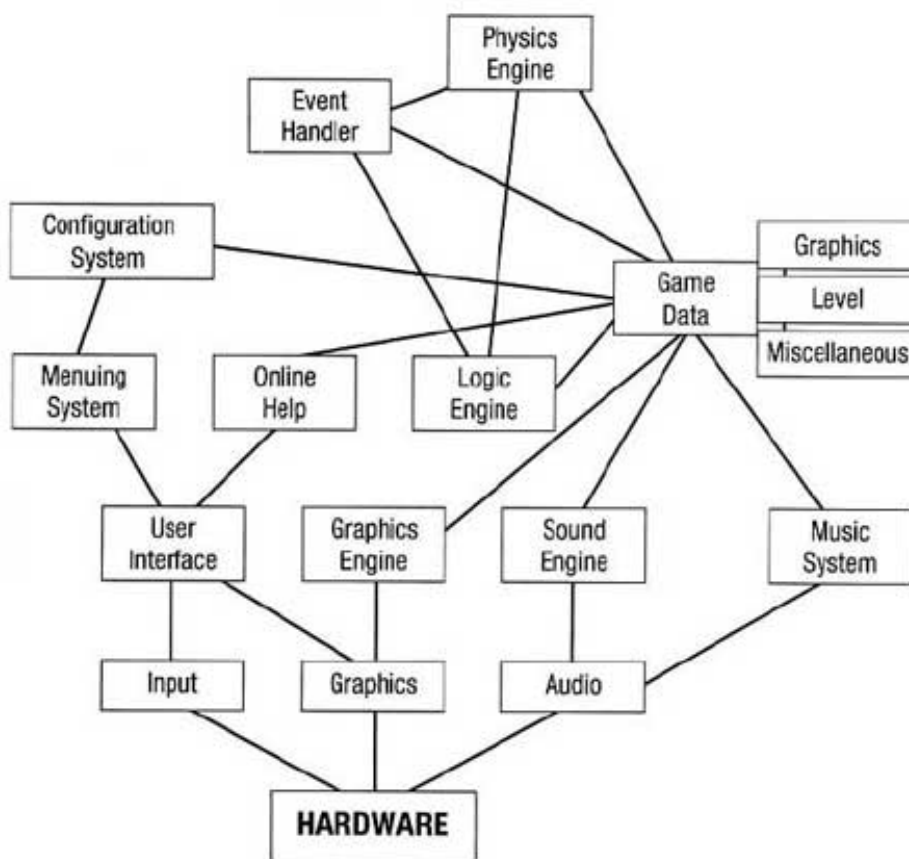 Physics
Engine
Event
Handler
Configuration
System
Graphics
Game
Data
Level
Miscellaneous
Menuing
System
Online
Help
Logic
Engine
User
Interface
Graphics
Engine
Sound
Engine
Music
System
Input
Graphics
Audio
HARDWARE